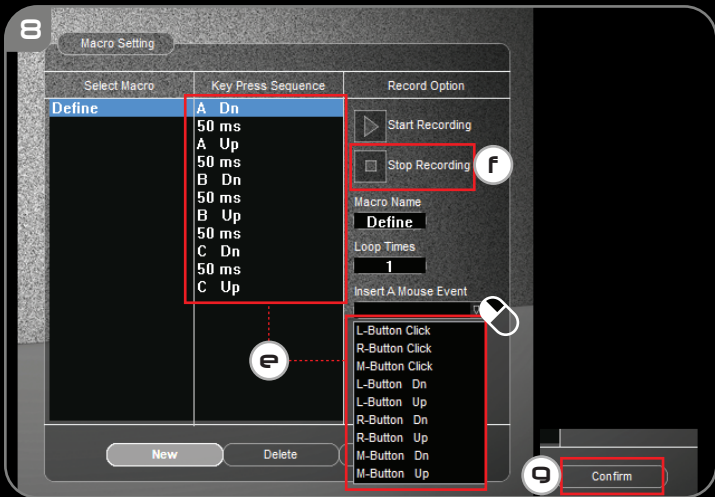 8
Macro Setting
Select Macro
Key Press Sequence
Record Option
Define
A Dn
50 ms
A Up
50 ms
B Dn
50 ms
B Up
50 ms
C Dn
50 ms
C Up
Start Recording
Stop Recording
f
Macro Name
Define
Loop Times
1
Insert A Mouse Event
e
L-Button Click
R-Button Click
M-Button Click
L-Button Dn
L-Button Up
R-Button Dn
R-Button Up
M-Button Dn
M-Button Up
New
Delete
g
Confirm